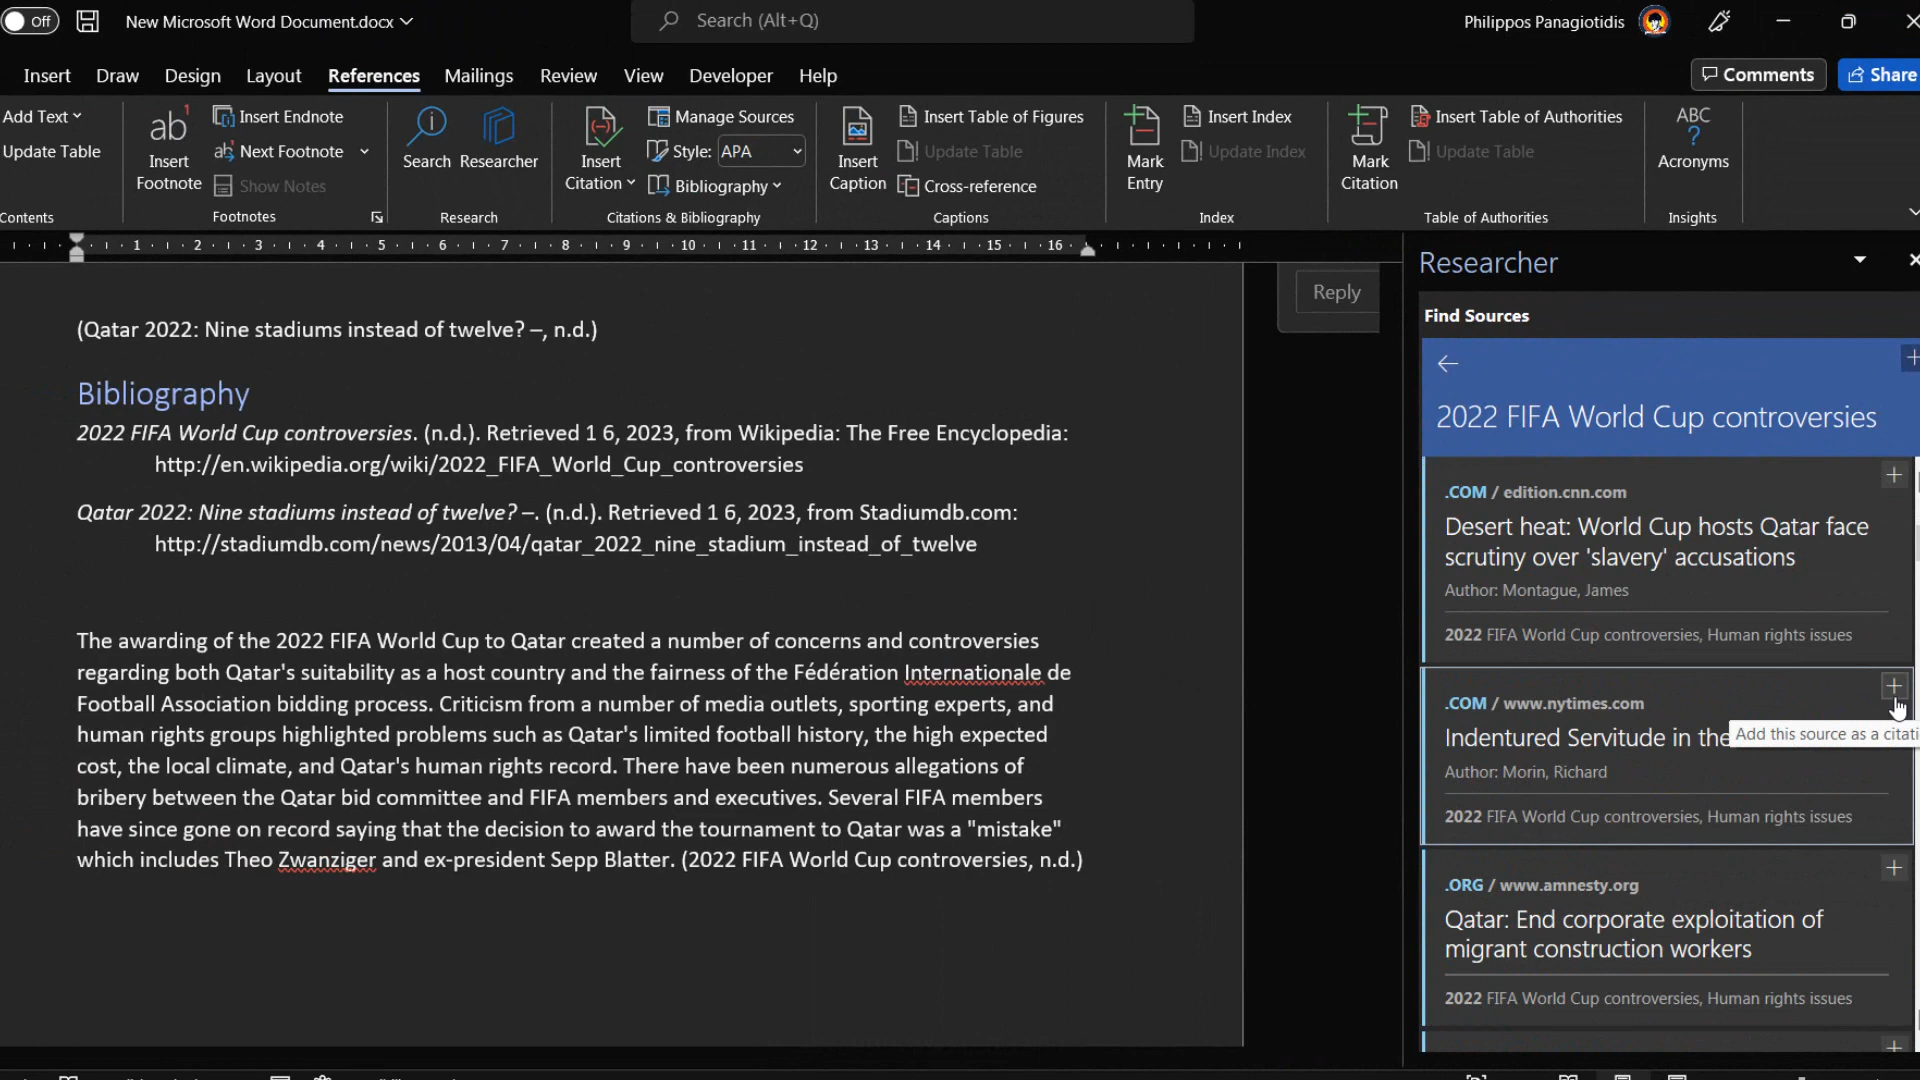 Off
New Microsoft Word Document.docx
Search (Alt+Q)
Philippos Panagiotidis
Insert Draw Design Layout References Mailings Review View Developer Help
Comments
Share
Add Text
Update Table
Contents
ab
Insert Footnote
Insert Endnote
Next Footnote
Show Notes
Footnotes
Search
Researcher
Research
Insert Citation
Manage Sources
Style: APA
Bibliography
Citations & Bibliography
Insert Caption
Insert Table of Figures
Update Table
Cross-reference
Captions
Mark Entry
Insert Index
Update Index
Index
Mark Citation
Insert Table of Authorities
Update Table
Table of Authorities
ABC
?
Acronyms
Insights
1 2 3 4 5 6 7 8 9 10 11 12 13 14 15 16
(Qatar 2022: Nine stadiums instead of twelve? –, n.d.)
Bibliography
2022 FIFA World Cup controversies. (n.d.). Retrieved 1 6, 2023, from Wikipedia: The Free Encyclopedia:
http://en.wikipedia.org/wiki/2022_FIFA_World_Cup_controversies
Qatar 2022: Nine stadiums instead of twelve? –. (n.d.). Retrieved 1 6, 2023, from Stadiumdb.com:
http://stadiumdb.com/news/2013/04/qatar_2022_nine_stadium_instead_of_twelve
The awarding of the 2022 FIFA World Cup to Qatar created a number of concerns and controversies
regarding both Qatar's suitability as a host country and the fairness of the Fédération Internationale de
Football Association bidding process. Criticism from a number of media outlets, sporting experts, and
human rights groups highlighted problems such as Qatar's limited football history, the high expected
cost, the local climate, and Qatar's human rights record. There have been numerous allegations of
bribery between the Qatar bid committee and FIFA members and executives. Several FIFA members
have since gone on record saying that the decision to award the tournament to Qatar was a "mistake"
which includes Theo Zwanziger and ex-president Sepp Blatter. (2022 FIFA World Cup controversies, n.d.)
Reply
Researcher
Find Sources
2022 FIFA World Cup controversies
.COM / edition.cnn.com
Desert heat: World Cup hosts Qatar face
scrutiny over 'slavery' accusations
Author: Montague, James
2022 FIFA World Cup controversies, Human rights issues
.COM / www.nytimes.com
Indentured Servitude in the
Add this source as a citati
Author: Morin, Richard
2022 FIFA World Cup controversies, Human rights issues
.ORG / www.amnesty.org
Qatar: End corporate exploitation of
migrant construction workers
2022 FIFA World Cup controversies, Human rights issues